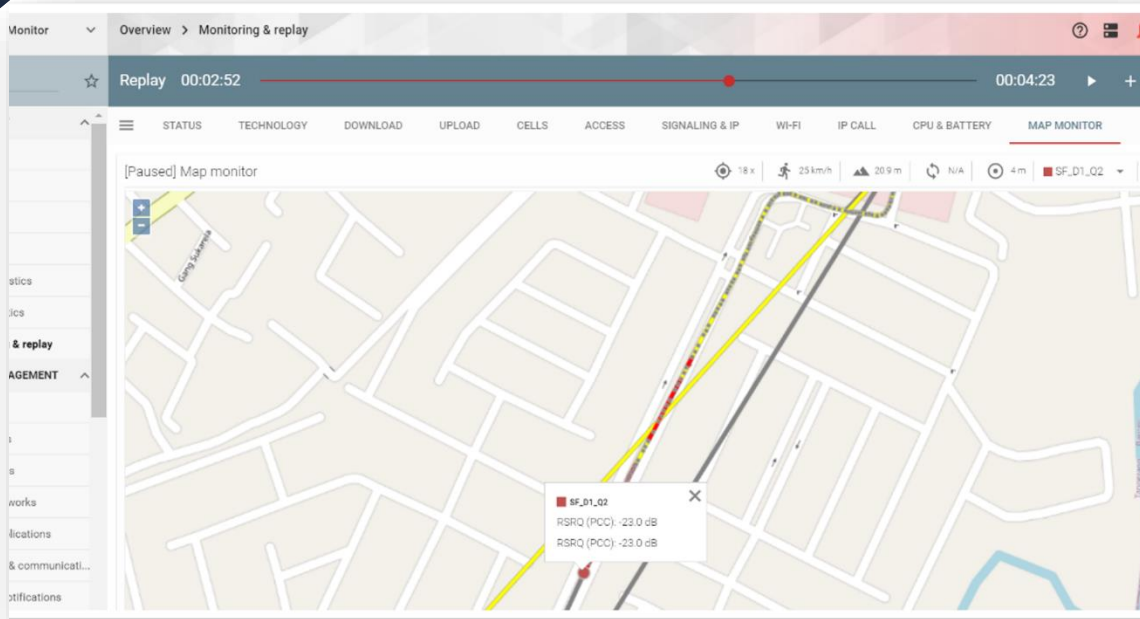 Monitor
Overview > Monitoring & replay
Replay 00:02:52 00:04:23
STATUS TECHNOLOGY DOWNLOAD UPLOAD CELLS ACCESS SIGNALING & IP WI-FI IP CALL CPU & BATTERY MAP MONITOR
[Paused] Map monitor 18 x 25 km/h 20.9 m N/A 4 m SF_D1_Q2
Gang Sukarela
stics
ics
& replay
AGEMENT
s
s
works
lications
& communicati...
otifications
SF_D1_Q2
RSRQ (PCC): -23.0 dB
RSRQ (PCC): -23.0 dB